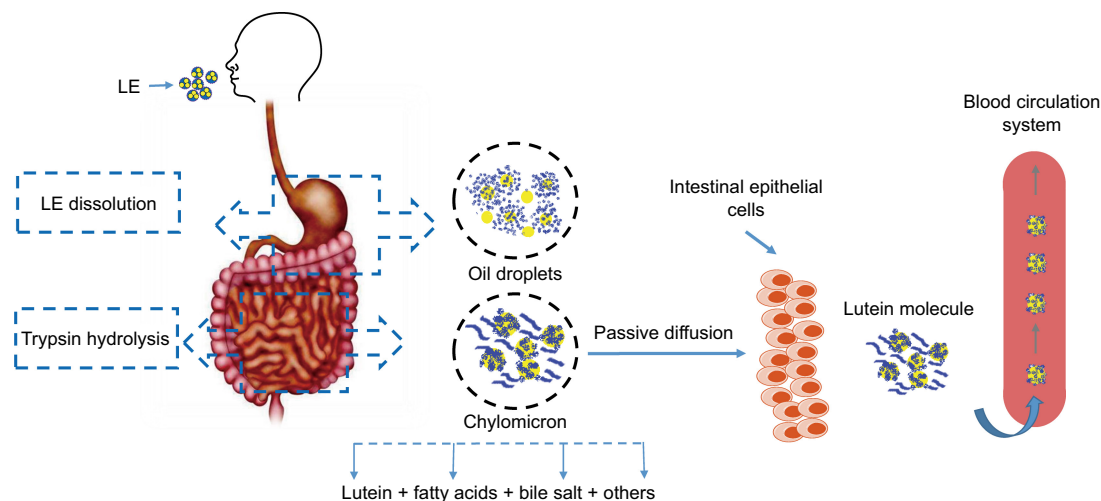 LE
Blood circulation
system
LE dissolution
Intestinal epithelial
cells
Oil droplets
Trypsin hydrolysis
Passive diffusion
Lutein molecule
Chylomicron
Lutein + fatty acids + bile salt + others